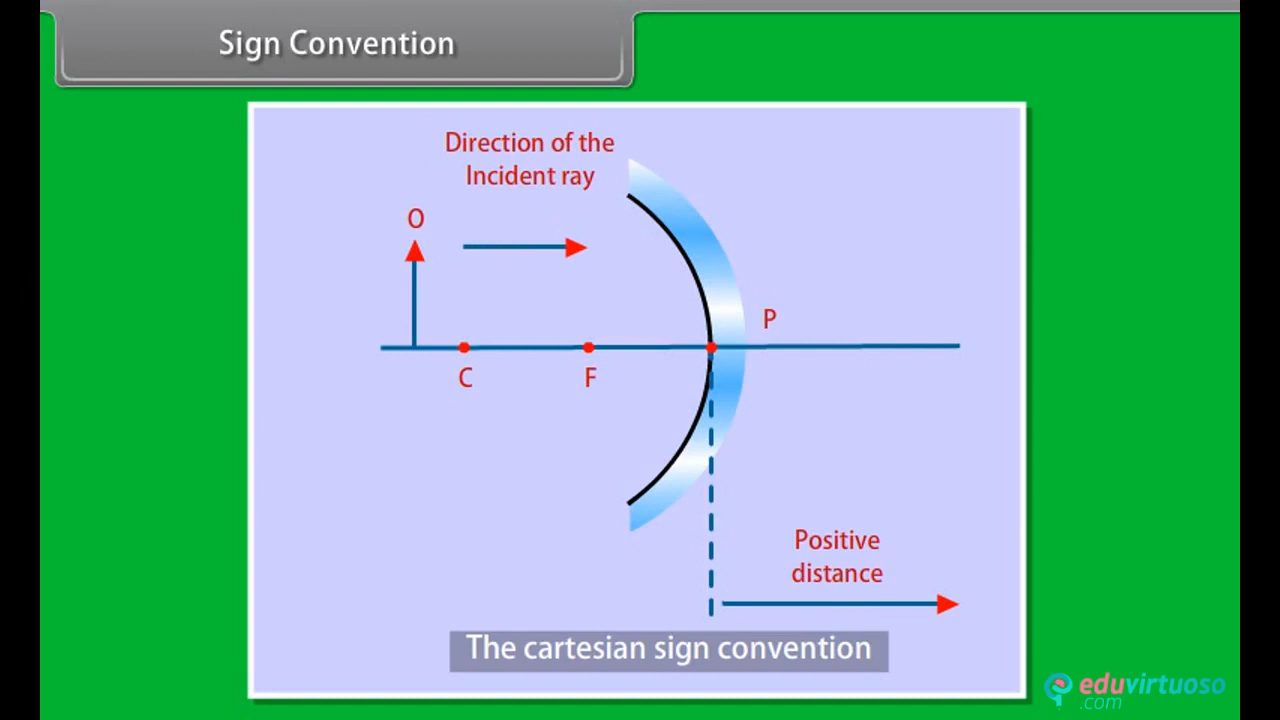 Sign Convention
Direction of the
Incident ray
O
P
C
F
Positive
distance
The cartesian sign convention
eduvirtuoso
.com